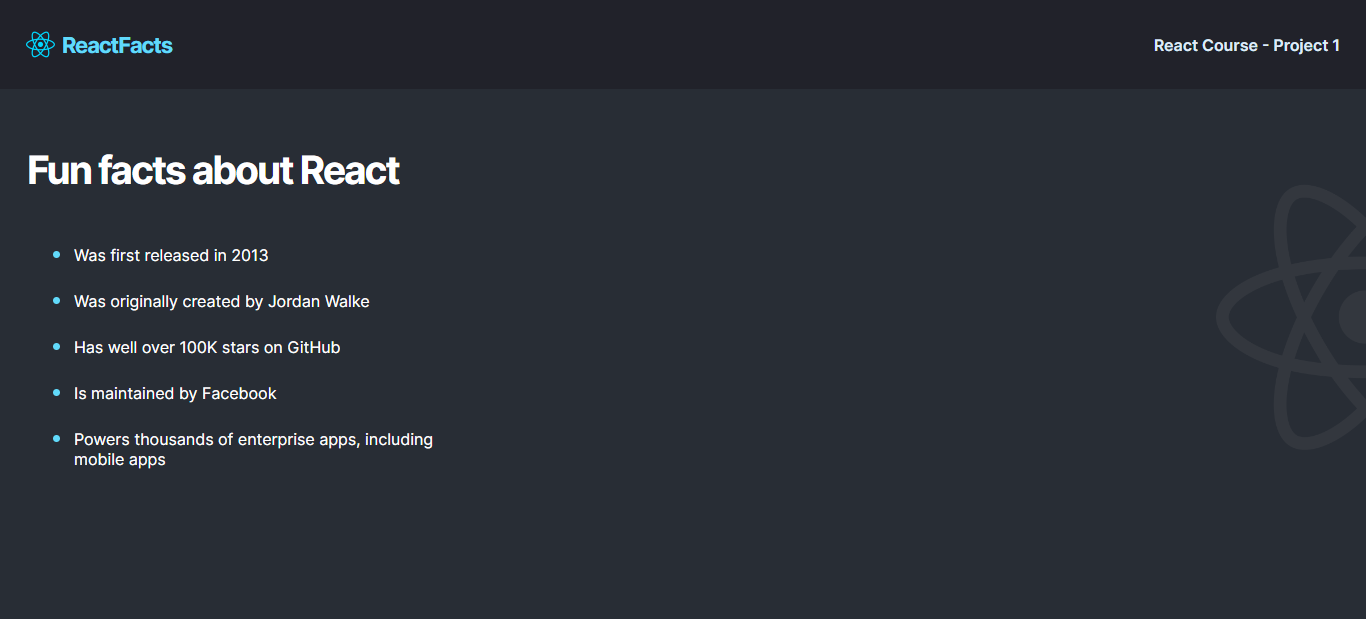 ReactFacts
React Course - Project 1
Fun facts about React
Was first released in 2013
Was originally created by Jordan Walke
Has well over 100K stars on GitHub
Is maintained by Facebook
Powers thousands of enterprise apps, including
mobile apps